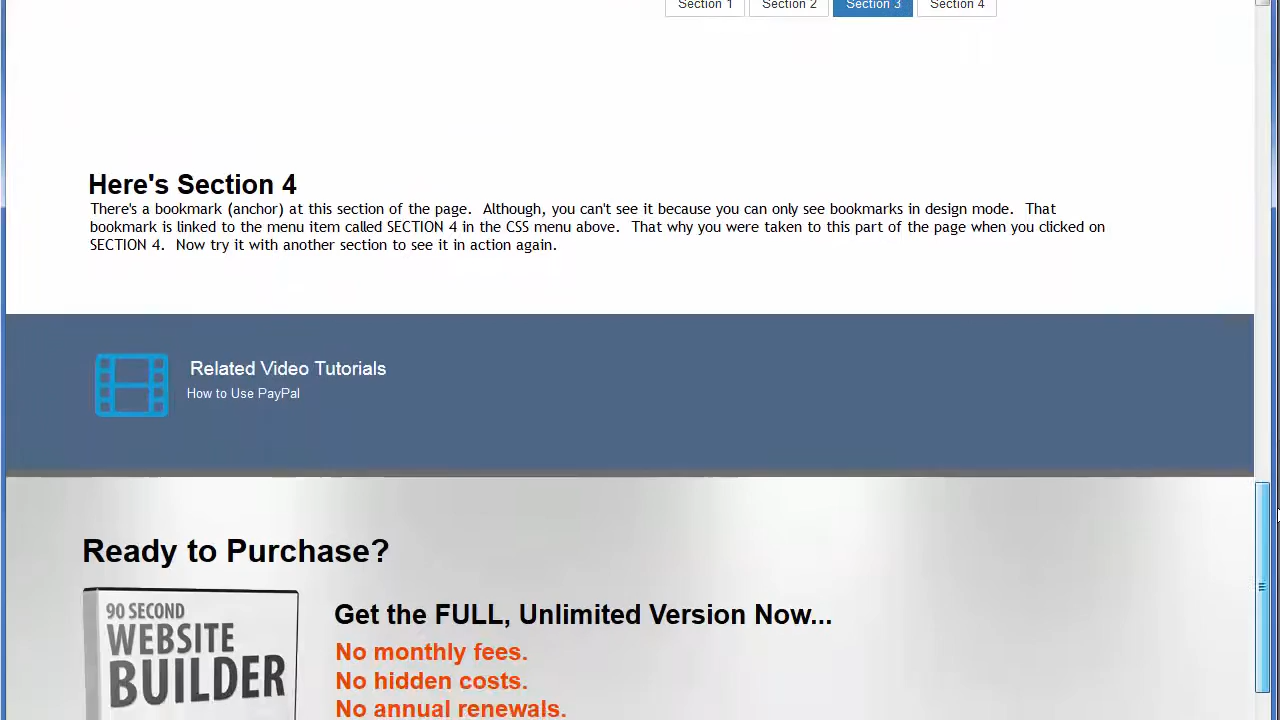 Section 1 Section 2 Section 3 Section 4
Here's Section 4
There's a bookmark (anchor) at this section of the page. Although, you can't see it because you can only see bookmarks in design mode. That
bookmark is linked to the menu item called SECTION 4 in the CSS menu above. That why you were taken to this part of the page when you clicked on
SECTION 4. Now try it with another section to see it in action again.
Related Video Tutorials
How to Use PayPal
Ready to Purchase?
90 SECOND
WEBSITE
BUILDER
Get the FULL, Unlimited Version Now...
No monthly fees.
No hidden costs.
No annual renewals.